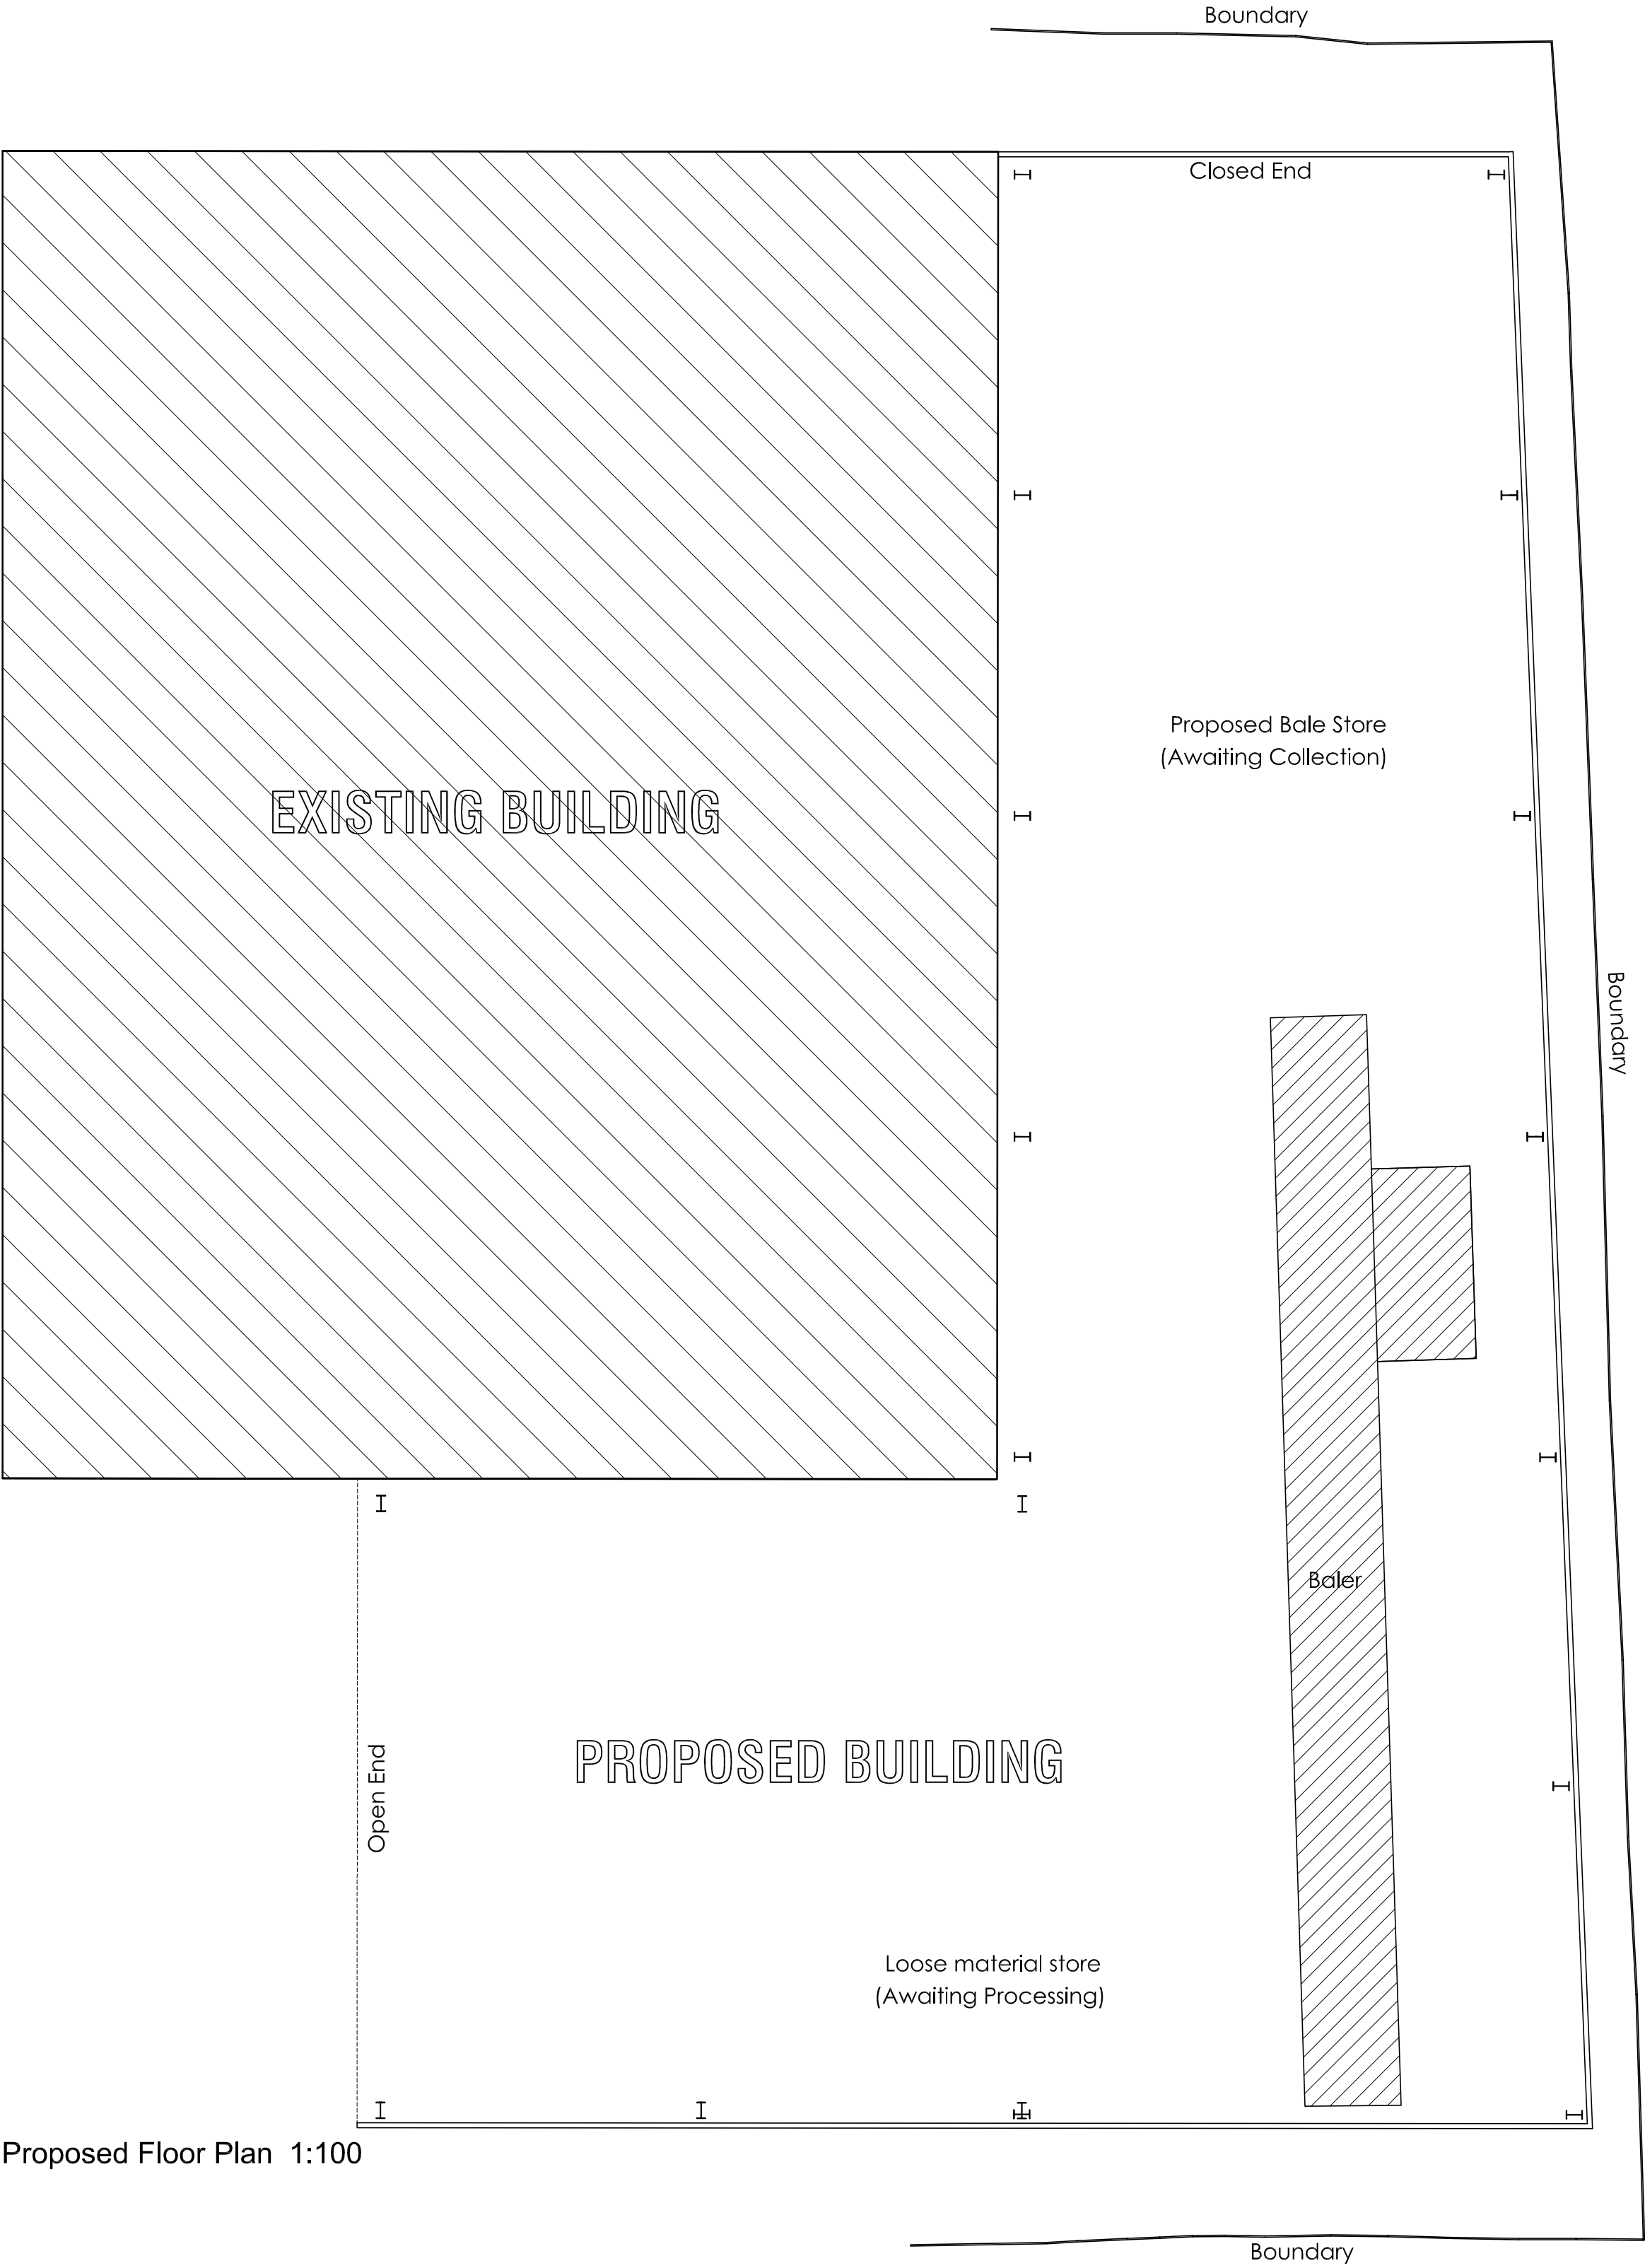 Boundary
Closed End
Proposed Bale Store
(Awaiting Collection)
EXISTING BUILDING
Boundary
Baler
PROPOSED BUILDING
Open End
Loose material store
(Awaiting Processing)
Proposed Floor Plan 1:100
Boundary